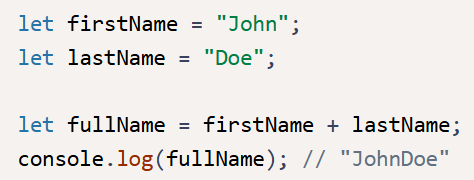 let firstName = "John";
let lastName = "Doe";
let fullName = firstName + lastName;
console.log(fullName); // "JohnDoe"